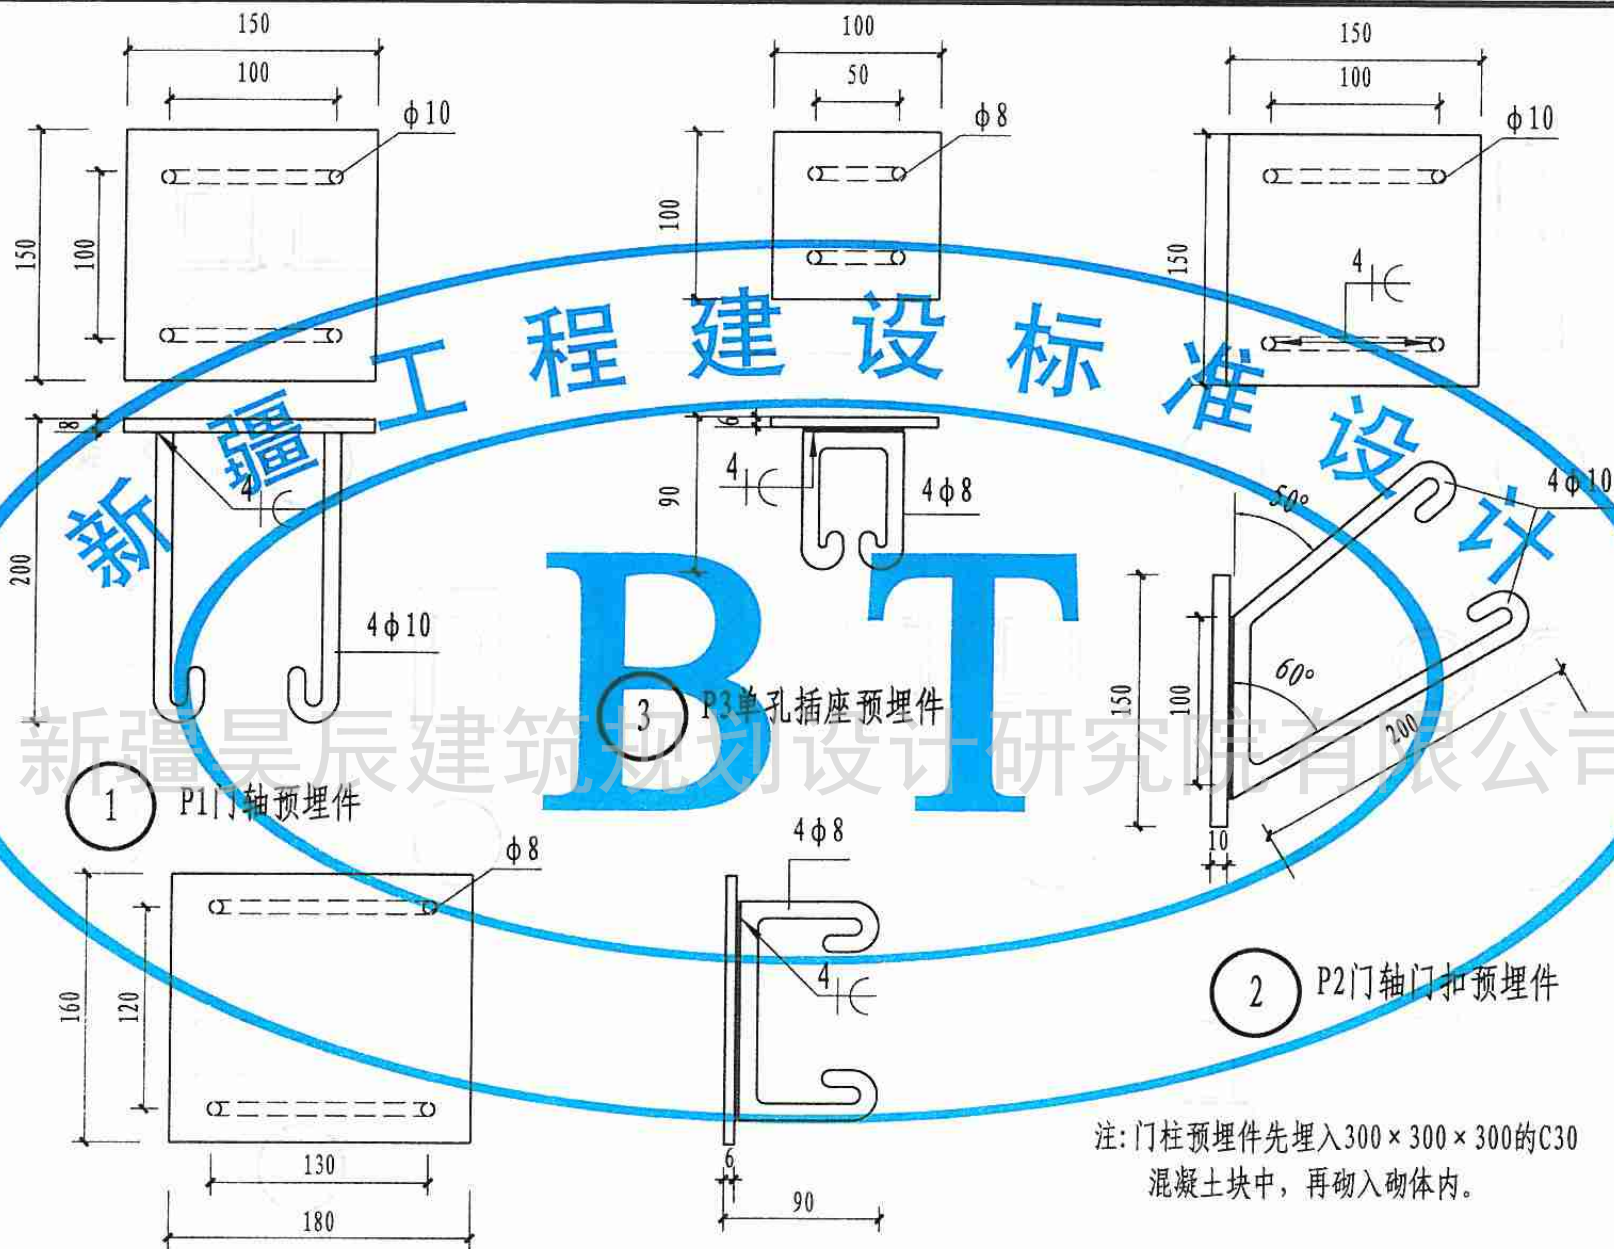 150
100
φ10
150
100
100
50
φ8
100
150
100
φ10
150
4
新疆工程建设标准设计
8
4
200
4φ10
6
4
90
4φ8
50°
4φ10
60°
150
100
200
10
BT
3 P3单孔插座预埋件
新疆昊辰建筑规划设计研究院有限公司
1 P1门轴预埋件
φ8
160
120
130
180
4φ8
4
6
90
2 P2门轴门扣预埋件
注:门柱预埋件先埋入300×300×300的C30
混凝土块中，再砌入砌体内。